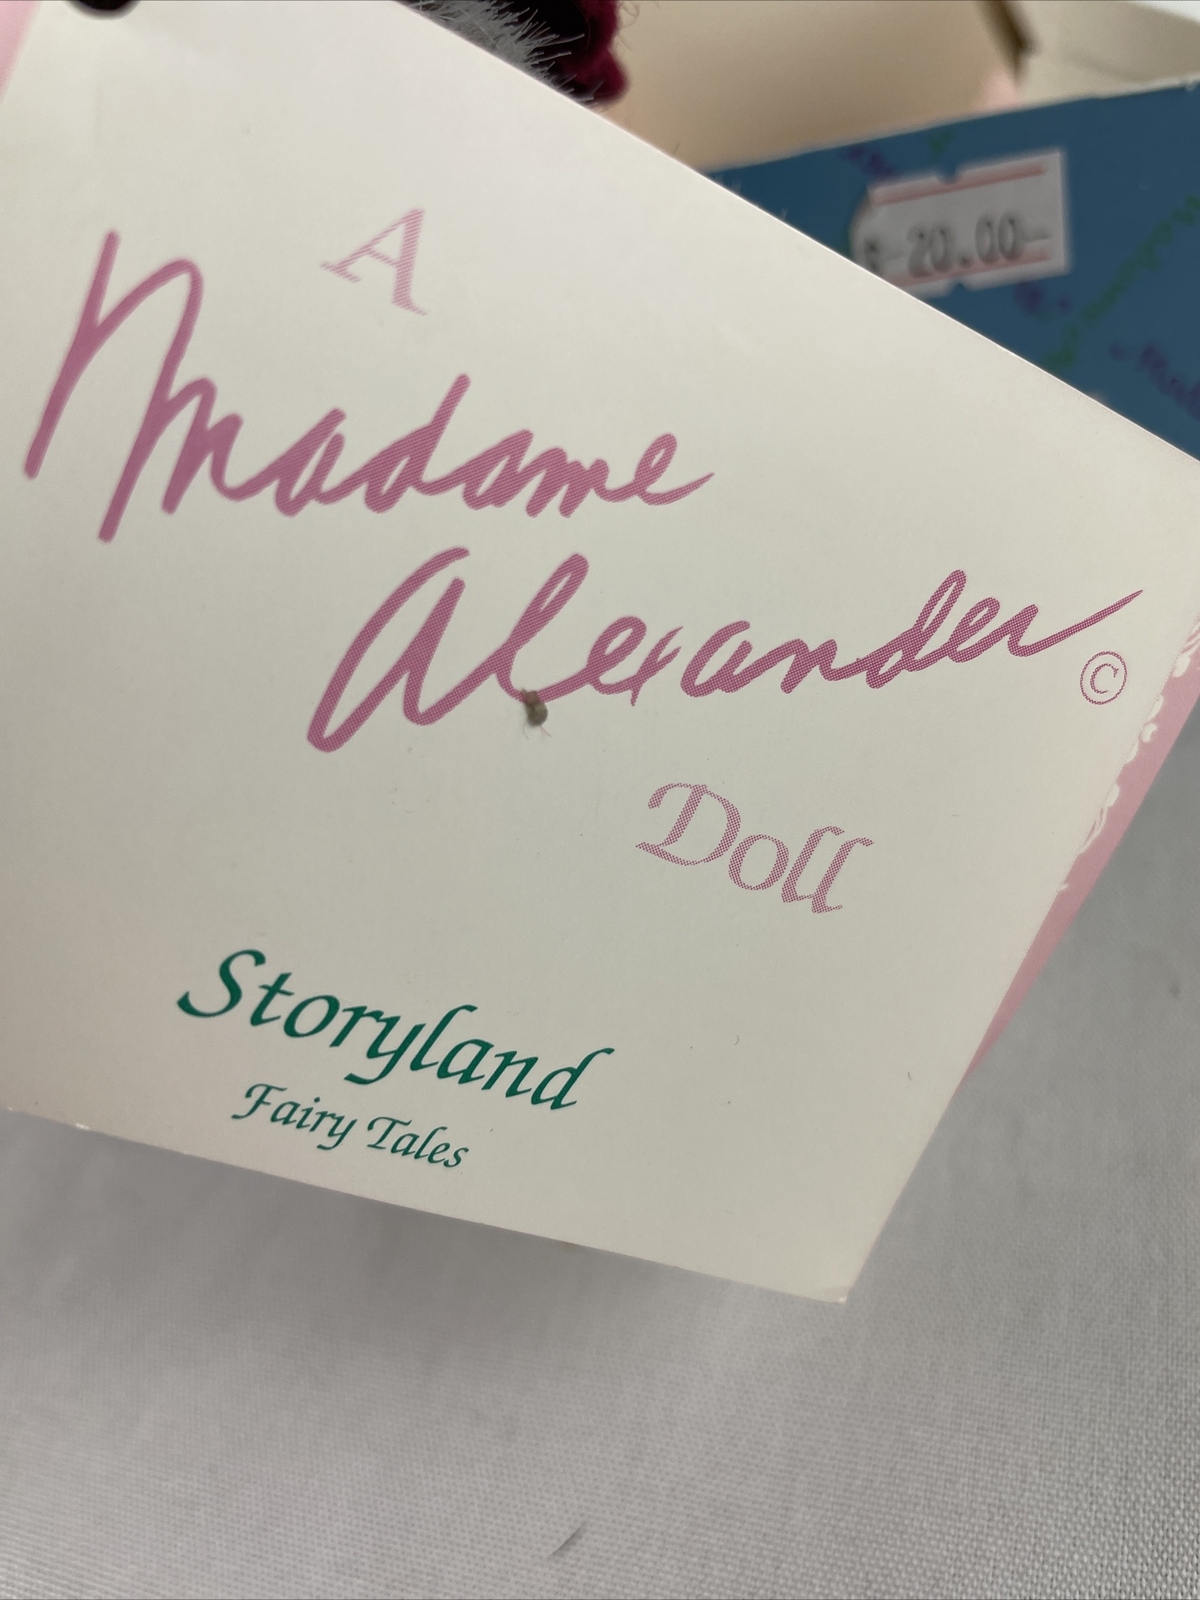 A
Madame
Alexander ©
Doll
Storyland
Fairy Tales
20.00